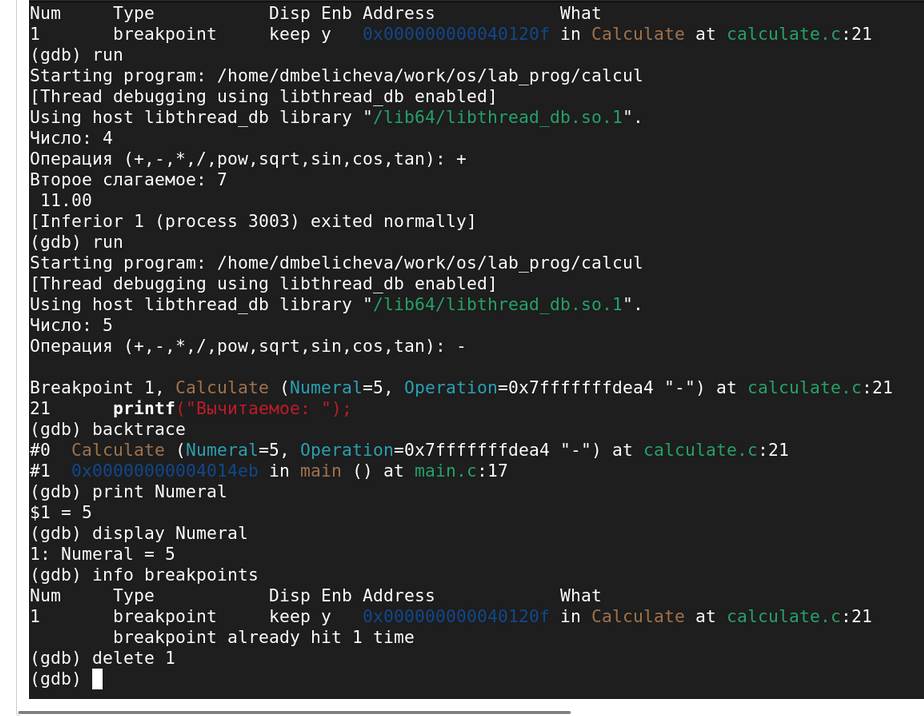 Num     Type           Disp Enb Address            What
1       breakpoint     keep y   0x000000000040120f in Calculate at calculate.c:21
(gdb) run
Starting program: /home/dmbelicheva/work/os/lab_prog/calcul
[Thread debugging using libthread_db enabled]
Using host libthread_db library "/lib64/libthread_db.so.1".
Число: 4
Операция (+,-,*,/,pow,sqrt,sin,cos,tan): +
Второе слагаемое: 7
 11.00
[Inferior 1 (process 3003) exited normally]
(gdb) run
Starting program: /home/dmbelicheva/work/os/lab_prog/calcul
[Thread debugging using libthread_db enabled]
Using host libthread_db library "/lib64/libthread_db.so.1".
Число: 5
Операция (+,-,*,/,pow,sqrt,sin,cos,tan): -
Breakpoint 1, Calculate (Numeral=5, Operation=0x7fffffffdea4 "-") at calculate.c:21
21      printf("Вычитаемое: ");
(gdb) backtrace
#0  Calculate (Numeral=5, Operation=0x7fffffffdea4 "-") at calculate.c:21
#1  0x00000000004014eb in main () at main.c:17
(gdb) print Numeral
$1 = 5
(gdb) display Numeral
1: Numeral = 5
(gdb) info breakpoints
Num     Type           Disp Enb Address            What
1       breakpoint     keep y   0x000000000040120f in Calculate at calculate.c:21
        breakpoint already hit 1 time
(gdb) delete 1
(gdb)